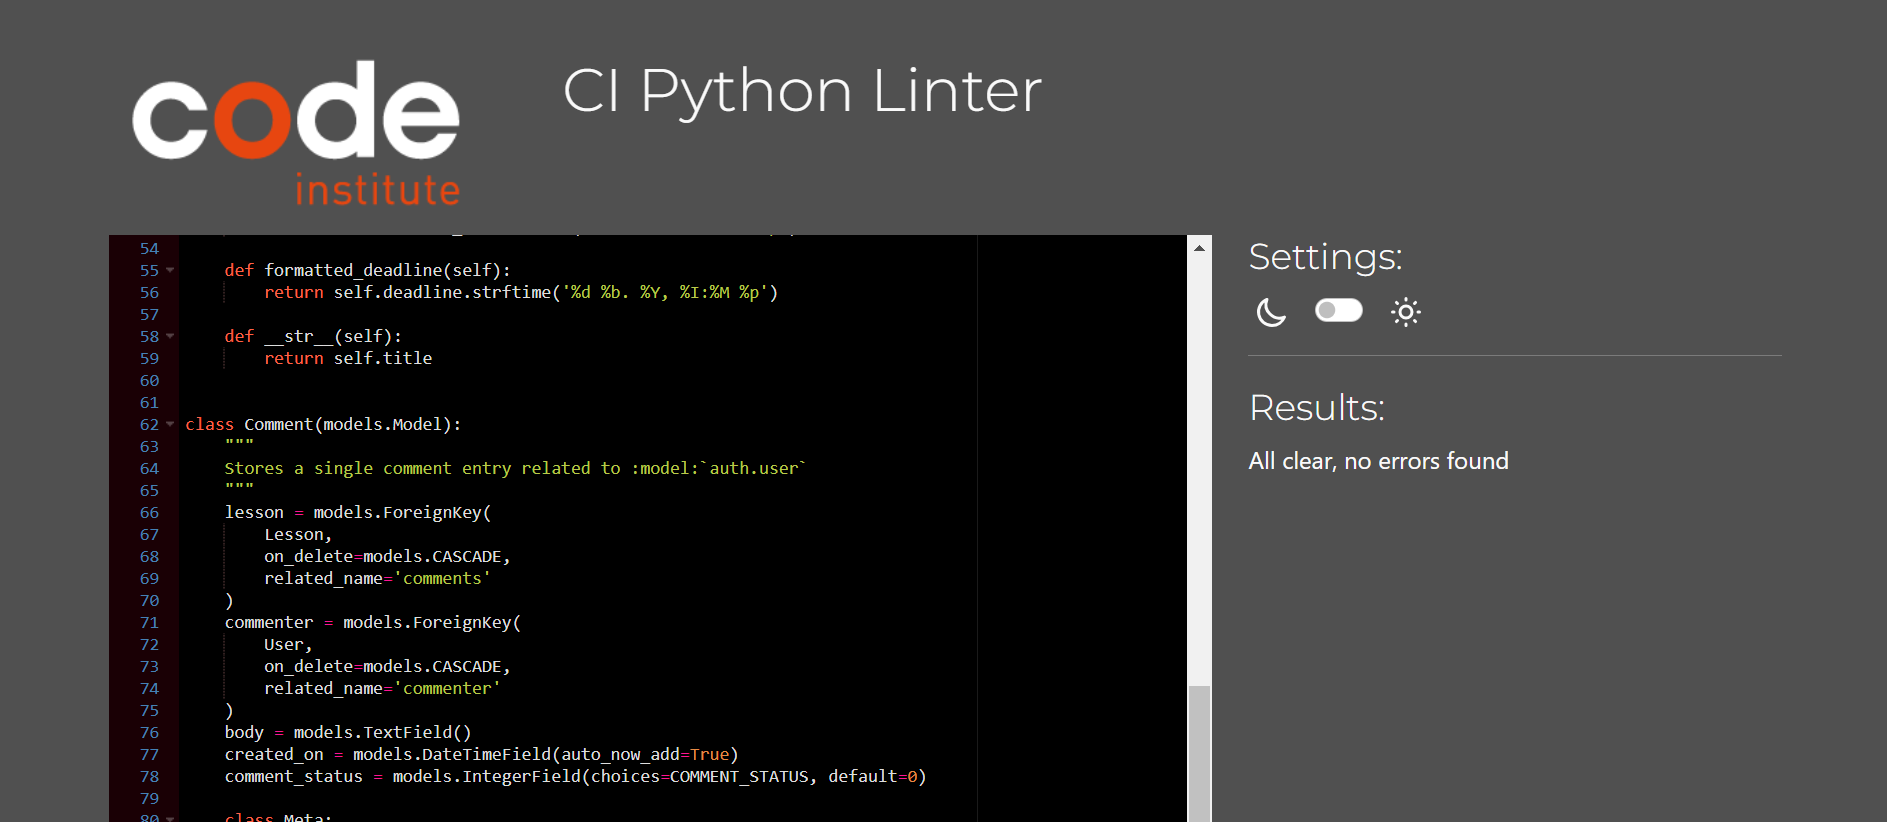 code
institute
CI Python Linter
54
55 def formatted_deadline(self):
56 return self.deadline.strftime('%d %b. %Y, %I:%M %p')
57
58 def __str__(self):
59 return self.title
60
61
62 class Comment(models.Model):
63 """
64 Stores a single comment entry related to :model:`auth.user`
65 """
66 lesson = models.ForeignKey(
67 Lesson,
68 on_delete=models.CASCADE,
69 related_name='comments'
70 )
71 commenter = models.ForeignKey(
72 User,
73 on_delete=models.CASCADE,
74 related_name='commenter'
75 )
76 body = models.TextField()
77 created_on = models.DateTimeField(auto_now_add=True)
78 comment_status = models.IntegerField(choices=COMMENT_STATUS, default=0)
79
80 class Meta:
Settings:
Results:
All clear, no errors found